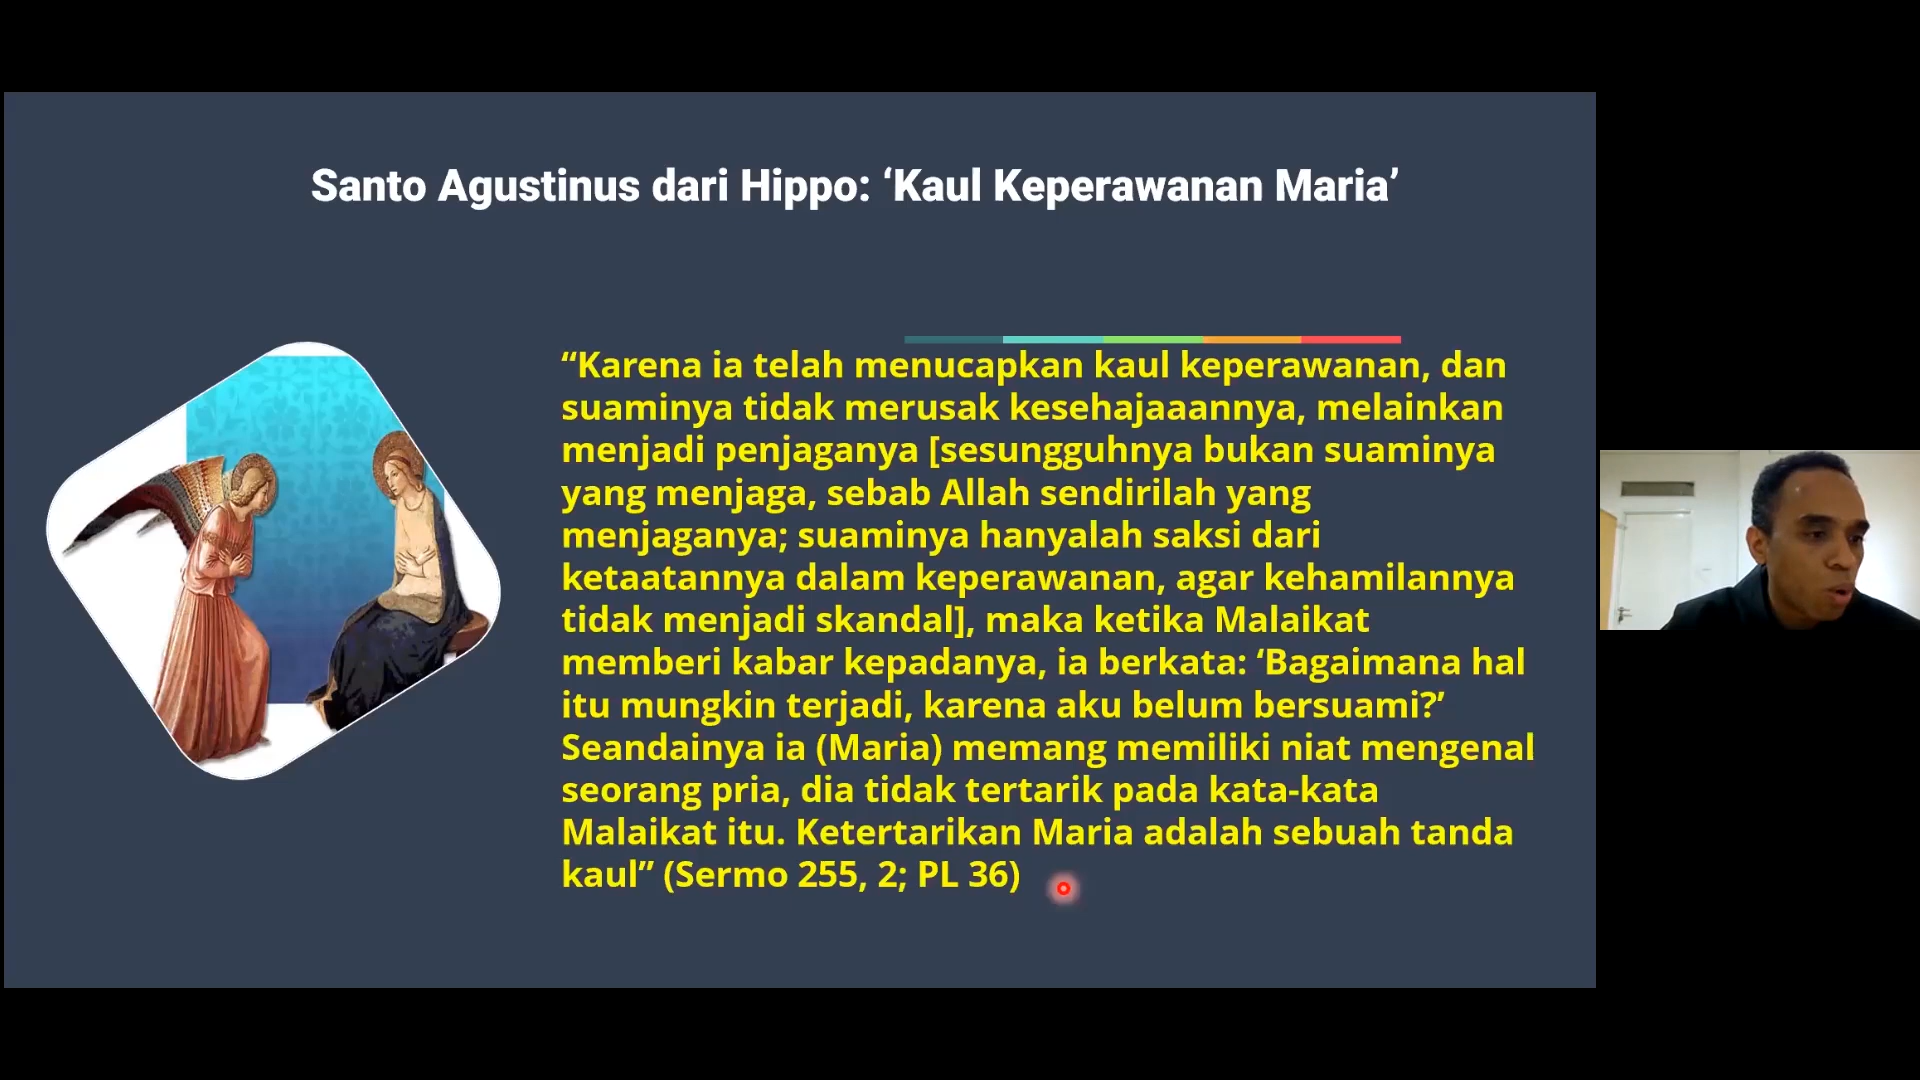 Santo Agustinus dari Hippo: ‘Kaul Keperawanan Maria’
“Karena ia telah menucapkan kaul keperawanan, dan
suaminya tidak merusak kesehajaaannya, melainkan
menjadi penjaganya [sesungguhnya bukan suaminya
yang menjaga, sebab Allah sendirilah yang
menjaganya; suaminya hanyalah saksi dari
ketaatannya dalam keperawanan, agar kehamilannya
tidak menjadi skandal], maka ketika Malaikat
memberi kabar kepadanya, ia berkata: ‘Bagaimana hal
itu mungkin terjadi, karena aku belum bersuami?’
Seandainya ia (Maria) memang memiliki niat mengenal
seorang pria, dia tidak tertarik pada kata-kata
Malaikat itu. Ketertarikan Maria adalah sebuah tanda
kaul” (Sermo 255, 2; PL 36)